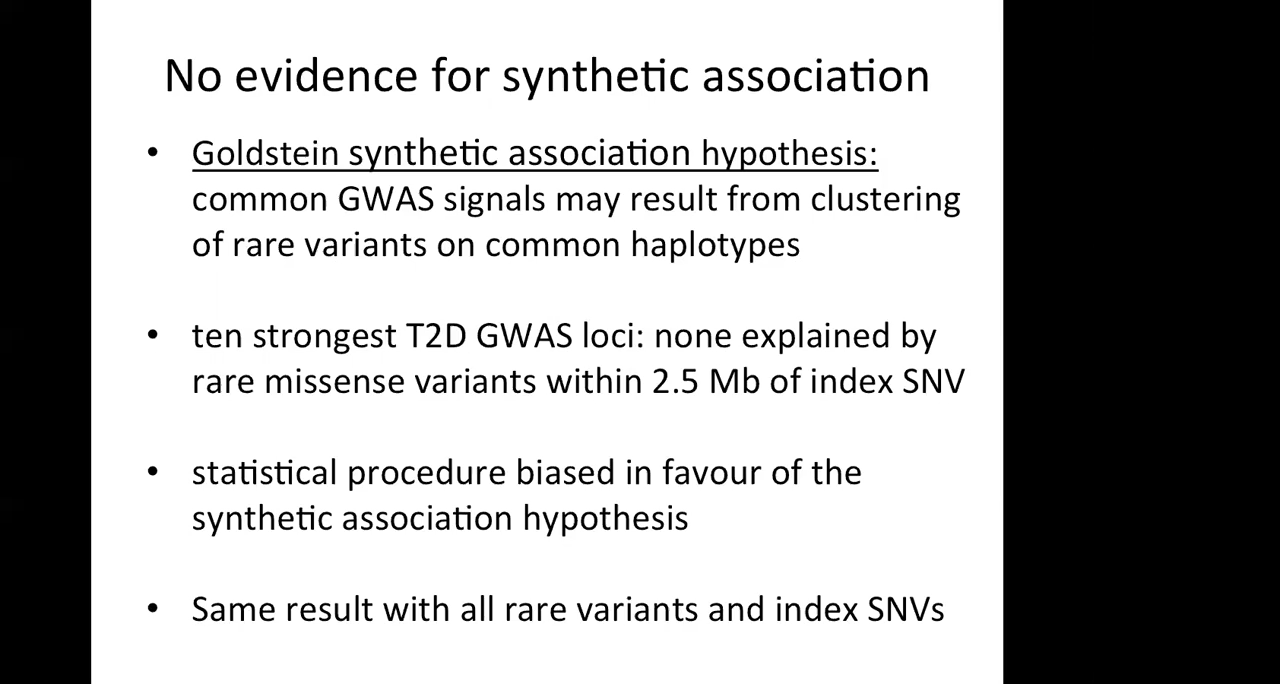 No evidence for synthetic association
• Goldstein synthetic association hypothesis:
common GWAS signals may result from clustering
of rare variants on common haplotypes
• ten strongest T2D GWAS loci: none explained by
rare missense variants within 2.5 Mb of index SNV
• statistical procedure biased in favour of the
synthetic association hypothesis
• Same result with all rare variants and index SNVs